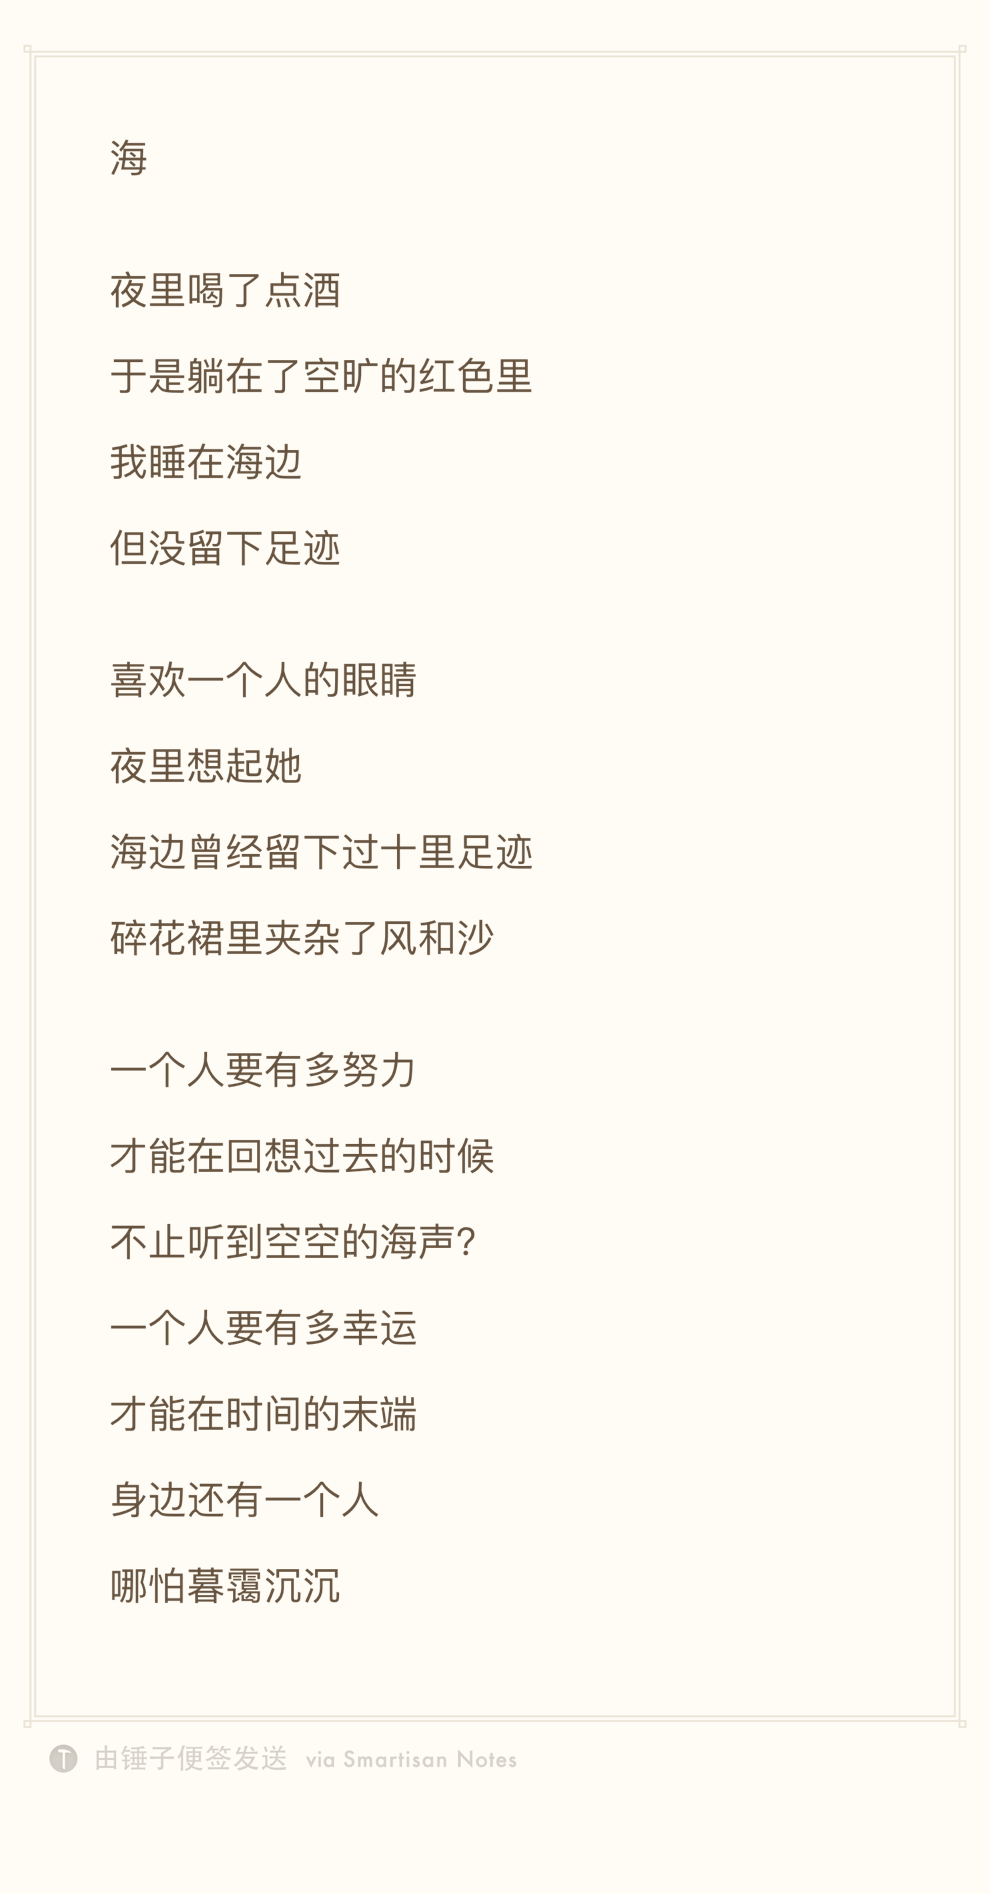 海
夜里喝了点酒
于是躺在了空旷的红色里
我睡在海边
但没留下足迹
喜欢一个人的眼睛
夜里想起她
海边曾经留下过十里足迹
碎花裙里夹杂了风和沙
一个人要有多努力
才能在回想过去的时候
不止听到空空的海声？
一个人要有多幸运
才能在时间的末端
身边还有一个人
哪怕暮霭沉沉
由锤子便签发送 via Smartisan Notes